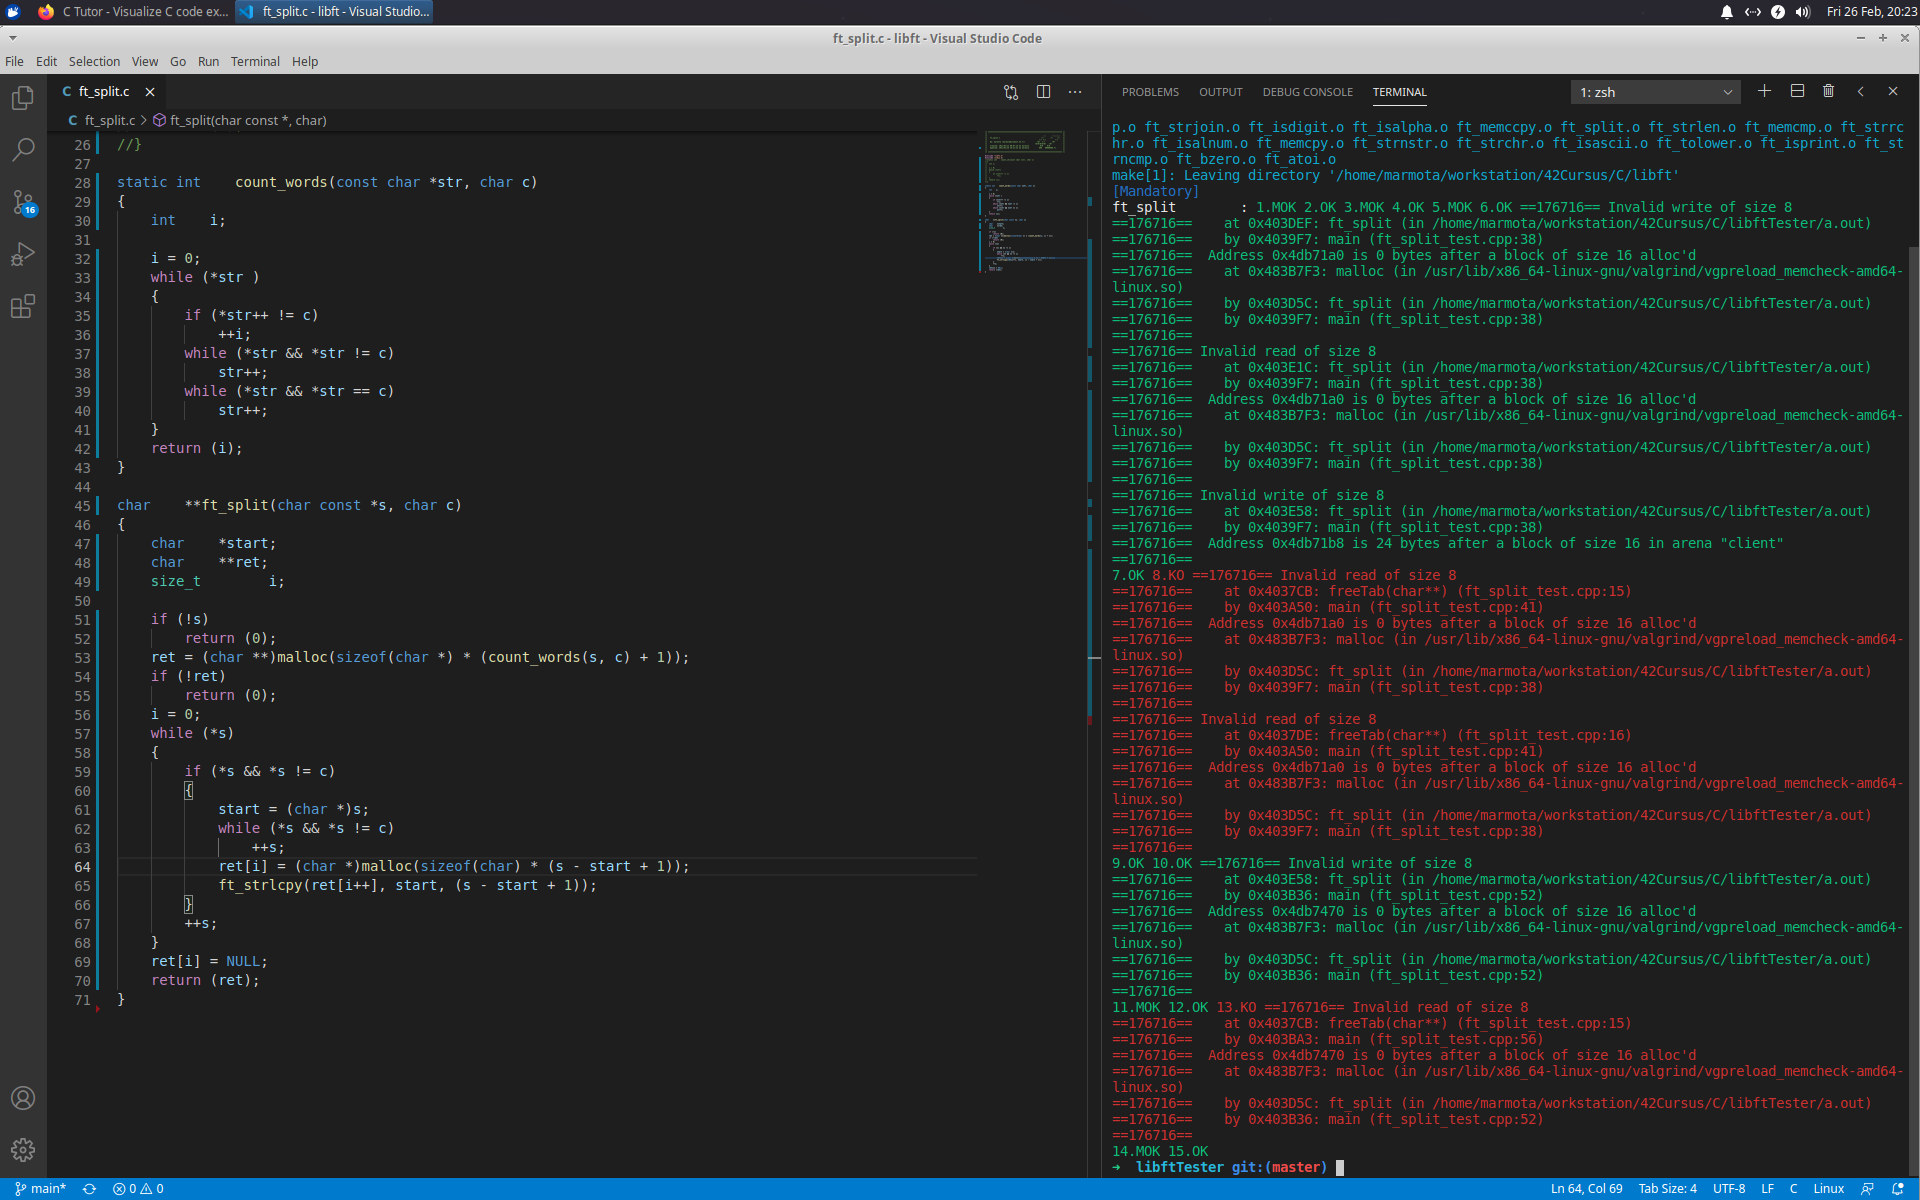 C Tutor - Visualize C code ex...
ft_split.c - libft - Visual Studio...
Fri 26 Feb, 20:23
ft_split.c - libft - Visual Studio Code
File Edit Selection View Go Run Terminal Help
C ft_split.c ×
C ft_split.c > ft_split(char const *, char)
16
26 //}
27
28 static int    count_words(const char *str, char c)
29 {
30     int    i;
31
32     i = 0;
33     while (*str )
34     {
35         if (*str++ != c)
36             ++i;
37         while (*str && *str != c)
38             str++;
39         while (*str && *str == c)
40             str++;
41     }
42     return (i);
43 }
44
45 char    **ft_split(char const *s, char c)
46 {
47     char    *start;
48     char    **ret;
49     size_t        i;
50
51     if (!s)
52         return (0);
53     ret = (char **)malloc(sizeof(char *) * (count_words(s, c) + 1));
54     if (!ret)
55         return (0);
56     i = 0;
57     while (*s)
58     {
59         if (*s && *s != c)
60         {
61             start = (char *)s;
62             while (*s && *s != c)
63                 ++s;
64             ret[i] = (char *)malloc(sizeof(char) * (s - start + 1));
65             ft_strlcpy(ret[i++], start, (s - start + 1));
66         }
67         ++s;
68     }
69     ret[i] = NULL;
70     return (ret);
71 }
PROBLEMS OUTPUT DEBUG CONSOLE TERMINAL
1: zsh
p.o ft_strjoin.o ft_isdigit.o ft_isalpha.o ft_memccpy.o ft_split.o ft_strlen.o ft_memcmp.o ft_strrc
hr.o ft_isalnum.o ft_memcpy.o ft_strnstr.o ft_strchr.o ft_isascii.o ft_tolower.o ft_isprint.o ft_st
rncmp.o ft_bzero.o ft_atoi.o
make[1]: Leaving directory '/home/marmota/workstation/42Cursus/C/libft'
[Mandatory]
ft_split        : 1.MOK 2.OK 3.MOK 4.OK 5.MOK 6.OK ==176716== Invalid write of size 8
==176716==    at 0x403DEF: ft_split (in /home/marmota/workstation/42Cursus/C/libftTester/a.out)
==176716==    by 0x4039F7: main (ft_split_test.cpp:38)
==176716==  Address 0x4db71a0 is 0 bytes after a block of size 16 alloc'd
==176716==    at 0x483B7F3: malloc (in /usr/lib/x86_64-linux-gnu/valgrind/vgpreload_memcheck-amd64-
linux.so)
==176716==    by 0x403D5C: ft_split (in /home/marmota/workstation/42Cursus/C/libftTester/a.out)
==176716==    by 0x4039F7: main (ft_split_test.cpp:38)
==176716==
==176716== Invalid read of size 8
==176716==    at 0x403E1C: ft_split (in /home/marmota/workstation/42Cursus/C/libftTester/a.out)
==176716==    by 0x4039F7: main (ft_split_test.cpp:38)
==176716==  Address 0x4db71a0 is 0 bytes after a block of size 16 alloc'd
==176716==    at 0x483B7F3: malloc (in /usr/lib/x86_64-linux-gnu/valgrind/vgpreload_memcheck-amd64-
linux.so)
==176716==    by 0x403D5C: ft_split (in /home/marmota/workstation/42Cursus/C/libftTester/a.out)
==176716==    by 0x4039F7: main (ft_split_test.cpp:38)
==176716==
==176716== Invalid write of size 8
==176716==    at 0x403E58: ft_split (in /home/marmota/workstation/42Cursus/C/libftTester/a.out)
==176716==    by 0x4039F7: main (ft_split_test.cpp:38)
==176716==  Address 0x4db71b8 is 24 bytes after a block of size 16 in arena "client"
==176716==
7.OK 8.KO ==176716== Invalid read of size 8
==176716==    at 0x4037CB: freeTab(char**) (ft_split_test.cpp:15)
==176716==    by 0x403A50: main (ft_split_test.cpp:41)
==176716==  Address 0x4db71a0 is 0 bytes after a block of size 16 alloc'd
==176716==    at 0x483B7F3: malloc (in /usr/lib/x86_64-linux-gnu/valgrind/vgpreload_memcheck-amd64-
linux.so)
==176716==    by 0x403D5C: ft_split (in /home/marmota/workstation/42Cursus/C/libftTester/a.out)
==176716==    by 0x4039F7: main (ft_split_test.cpp:38)
==176716==
==176716== Invalid read of size 8
==176716==    at 0x4037DE: freeTab(char**) (ft_split_test.cpp:16)
==176716==    by 0x403A50: main (ft_split_test.cpp:41)
==176716==  Address 0x4db71a0 is 0 bytes after a block of size 16 alloc'd
==176716==    at 0x483B7F3: malloc (in /usr/lib/x86_64-linux-gnu/valgrind/vgpreload_memcheck-amd64-
linux.so)
==176716==    by 0x403D5C: ft_split (in /home/marmota/workstation/42Cursus/C/libftTester/a.out)
==176716==    by 0x4039F7: main (ft_split_test.cpp:38)
==176716==
9.OK 10.OK ==176716== Invalid write of size 8
==176716==    at 0x403E58: ft_split (in /home/marmota/workstation/42Cursus/C/libftTester/a.out)
==176716==    by 0x403B36: main (ft_split_test.cpp:52)
==176716==  Address 0x4db7470 is 0 bytes after a block of size 16 alloc'd
==176716==    at 0x483B7F3: malloc (in /usr/lib/x86_64-linux-gnu/valgrind/vgpreload_memcheck-amd64-
linux.so)
==176716==    by 0x403D5C: ft_split (in /home/marmota/workstation/42Cursus/C/libftTester/a.out)
==176716==    by 0x403B36: main (ft_split_test.cpp:52)
==176716==
11.MOK 12.OK 13.KO ==176716== Invalid read of size 8
==176716==    at 0x4037CB: freeTab(char**) (ft_split_test.cpp:15)
==176716==    by 0x403BA3: main (ft_split_test.cpp:56)
==176716==  Address 0x4db7470 is 0 bytes after a block of size 16 alloc'd
==176716==    at 0x483B7F3: malloc (in /usr/lib/x86_64-linux-gnu/valgrind/vgpreload_memcheck-amd64-
linux.so)
==176716==    by 0x403D5C: ft_split (in /home/marmota/workstation/42Cursus/C/libftTester/a.out)
==176716==    by 0x403B36: main (ft_split_test.cpp:52)
==176716==
14.MOK 15.OK
➜  libftTester git:(master)
main* 0 0
Ln 64, Col 69 Tab Size: 4 UTF-8 LF C Linux